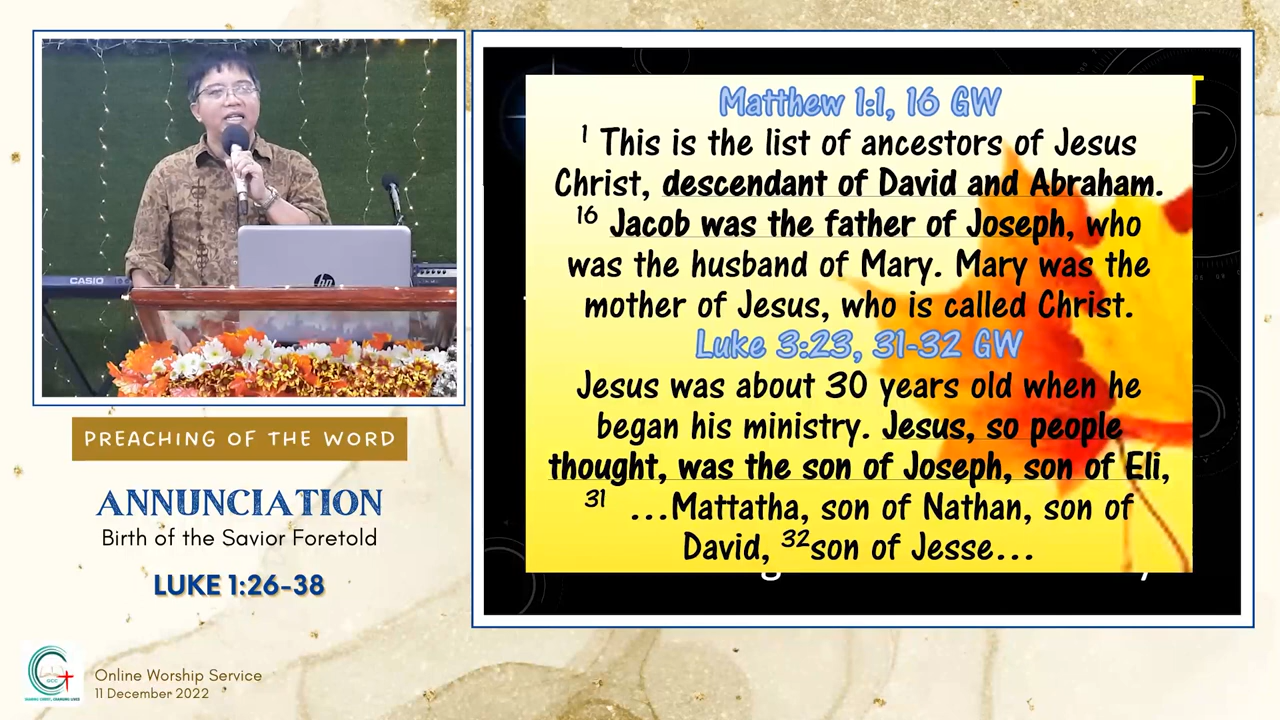 CASIO
hp
PREACHING OF THE WORD
ANNUNCIATION
Birth of the Savior Foretold
LUKE 1:26-38
Online Worship Service
11 December 2022
Matthew 1:1, 16 GW
1 This is the list of ancestors of Jesus
Christ, descendant of David and Abraham.
16 Jacob was the father of Joseph, who
was the husband of Mary. Mary was the
mother of Jesus, who is called Christ.
Luke 3:23, 31-32 GW
Jesus was about 30 years old when he
began his ministry. Jesus, so people
thought, was the son of Joseph, son of Eli,
31 ...Mattatha, son of Nathan, son of
David, 32son of Jesse...